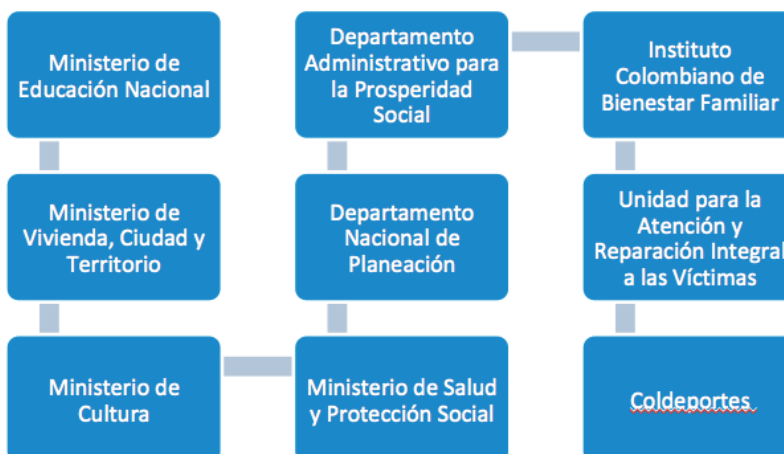 Ministerio de
Educación Nacional
Ministerio de
Vivienda, Ciudad y
Territorio
Ministerio de
Cultura
Ministerio de Salud
y Protección Social
Departamento
Nacional de
Planeación
Departamento
Administrativo para
la Prosperidad
Social
Instituto
Colombiano de
Bienestar Familiar
Unidad para la
Atención y
Reparación Integral
a las Víctimas
Coldeportes